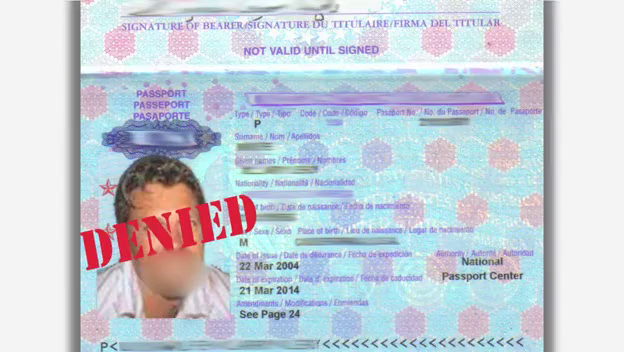 SIGNATURE OF BEARER/SIGNATURE DU TITULAIRE/FIRMA DEL TITULAR
NOT VALID UNTIL SIGNED
PASSPORT
PASSEPORT
PASAPORTE
Type / Type / Tipo Code / Code / Código Passport No. / No. du Passeport / No. de Pasaporte
P
Surname / Nom / Apellidos
Given names / Prénoms / Nombres
Nationality / Nationalité / Nacionalidad
of birth / Date de naissance / Fecha de nacimiento
Sexe / Sexo Place of birth / Lieu de naissance / Lugar de nacimiento
M
DENIED
Date of issue / Date de délivrance / Fecha de expedición Authority / Autorité / Autoridad
22 Mar 2004 National
Passport Center
Date of expiration / Date d'expiration / Fecha de caducidad
21 Mar 2014
Amendments / Modifications / Enmiendas
See Page 24
P< <<<<<<<<<<<<<<<<<<<<<<